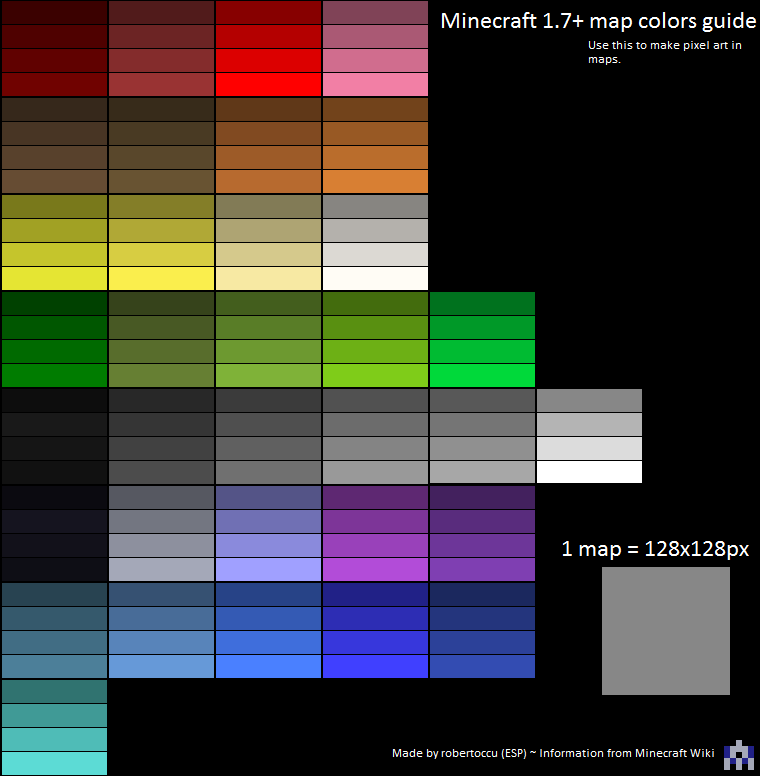 Minecraft 1.7+ map colors guide
Use this to make pixel art in
maps.
1 map = 128x128px
Made by robertoccu (ESP) ~ Information from Minecraft Wiki